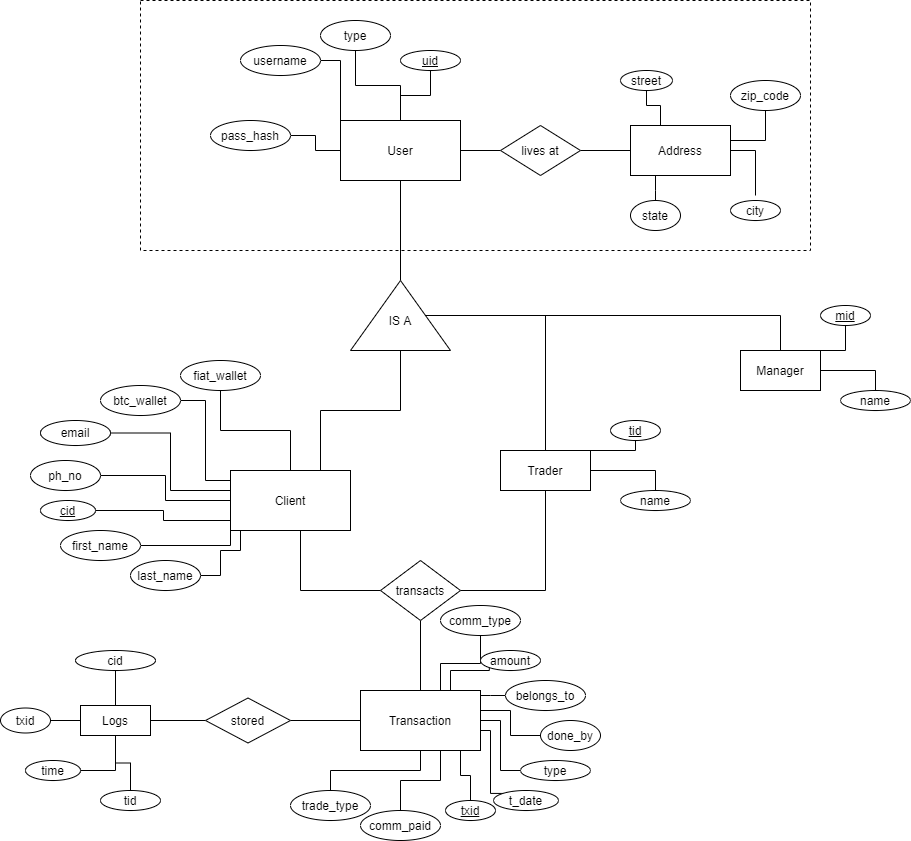 type
username
uid
street
zip_code
pass_hash
User
lives at
Address
state
city
IS A
mid
Manager
name
fiat_wallet
btc_wallet
email
tid
ph_no
Trader
Client
cid
name
first_name
last_name
transacts
comm_type
cid
amount
belongs_to
txid
Logs
stored
Transaction
done_by
time
type
tid
trade_type
comm_paid
txid
t_date